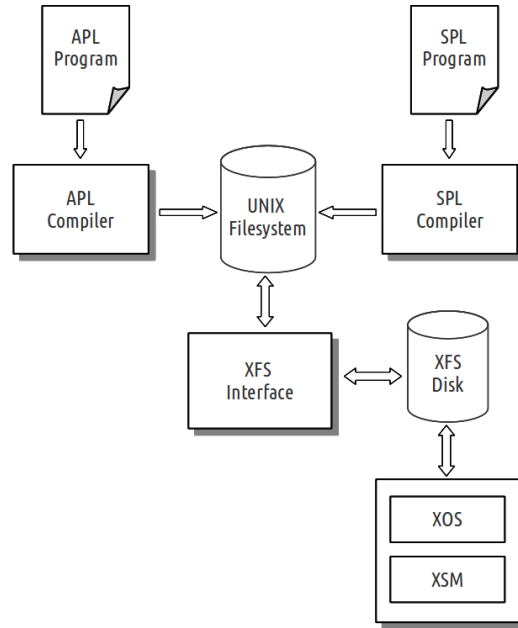 APL
Program
SPL
Program
APL
Compiler
UNIX
Filesystem
SPL
Compiler
XFS
Interface
XFS
Disk
XOS
XSM